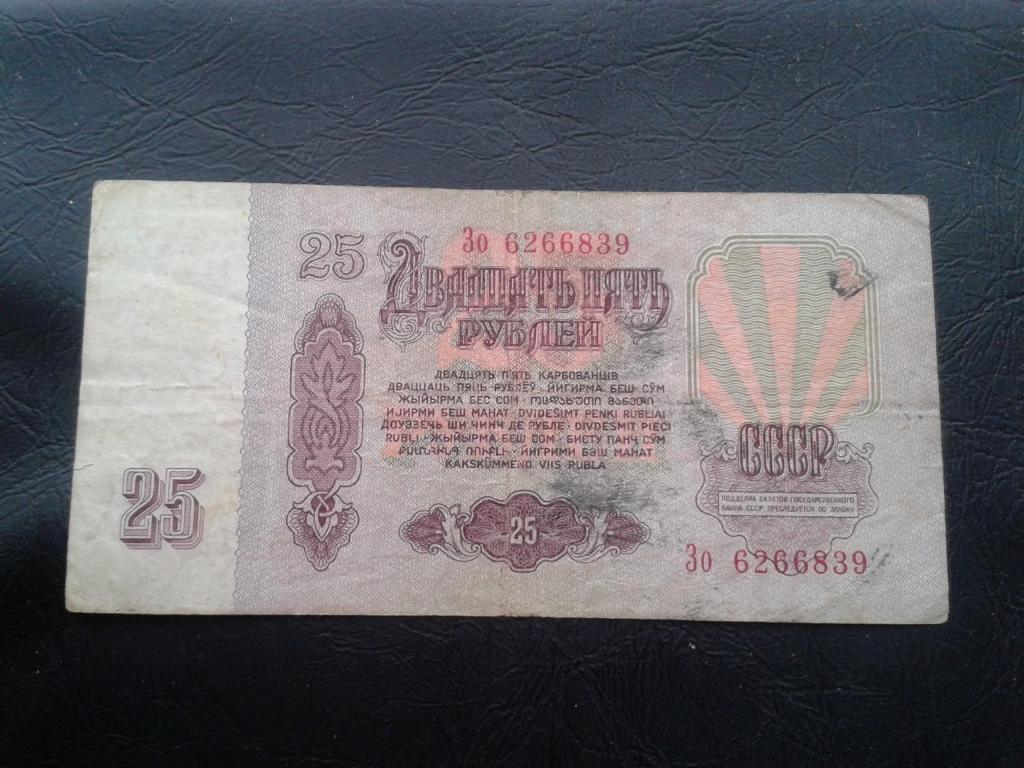 25
Зо 6266839
ДВАДЦАТЬ ПЯТЬ
РУБЛЕЙ
ДВАДЦЯТЬ П'ЯТЬ КАРБОВАНЦІВ
ДВАЦЦАЦЬ ПЯЦЬ РУБЛЁЎ · ЙИГИРМА БЕШ СЎМ
ЖЫЙЫРМА БЕС СОМ · ᲝᲪᲓᲐᲮᲣᲗᲘ ᲛᲐᲜᲔᲗᲘ
ИЈИРМИ БЕШ МАНАТ · DVIDEŠIMT PENKI RUBLIAI
ДОУЭЗЕЧЬ ШИ ЧИНЧ ДЕ РУБЛЕ · DIVDESMIT PIECI
RUBĻI · ЖЫЙЫРМА БЕШ СОМ · БИСТУ ПАНҶ СЎМ
ՔՍԱՆՀԻՆԳ ՌՈՒԲԼԻ · ЙИГРИМИ БӘШ МАНАТ
KAKSKÜMMEND VIIS RUBLA
25
25
СССР
ПОДДЕЛКА БИЛЕТОВ ГОСУДАРСТВЕННОГО
БАНКА СССР ПРЕСЛЕДУЕТСЯ ПО ЗАКОНУ
Зо 6266839